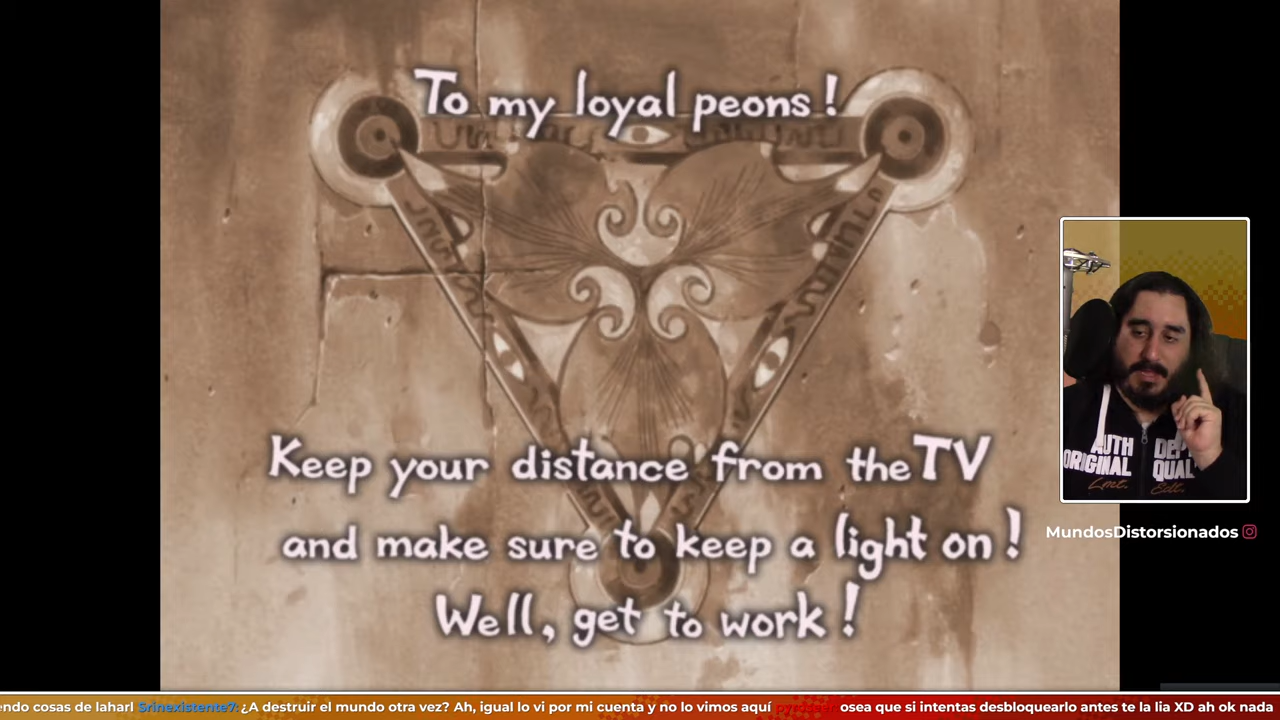 To my loyal peons!
Keep your distance from the TV
and make sure to keep a light on!
Well, get to work!
AUTH
ORIGINAL
QUAL
MundosDistorsionados
endo cosas de laharl Srinexistente7: ¿A destruir el mundo otra vez? Ah, igual lo vi por mi cuenta y no lo vimos aquí osea que si intentas desbloquearlo antes te la lia XD ah ok nada